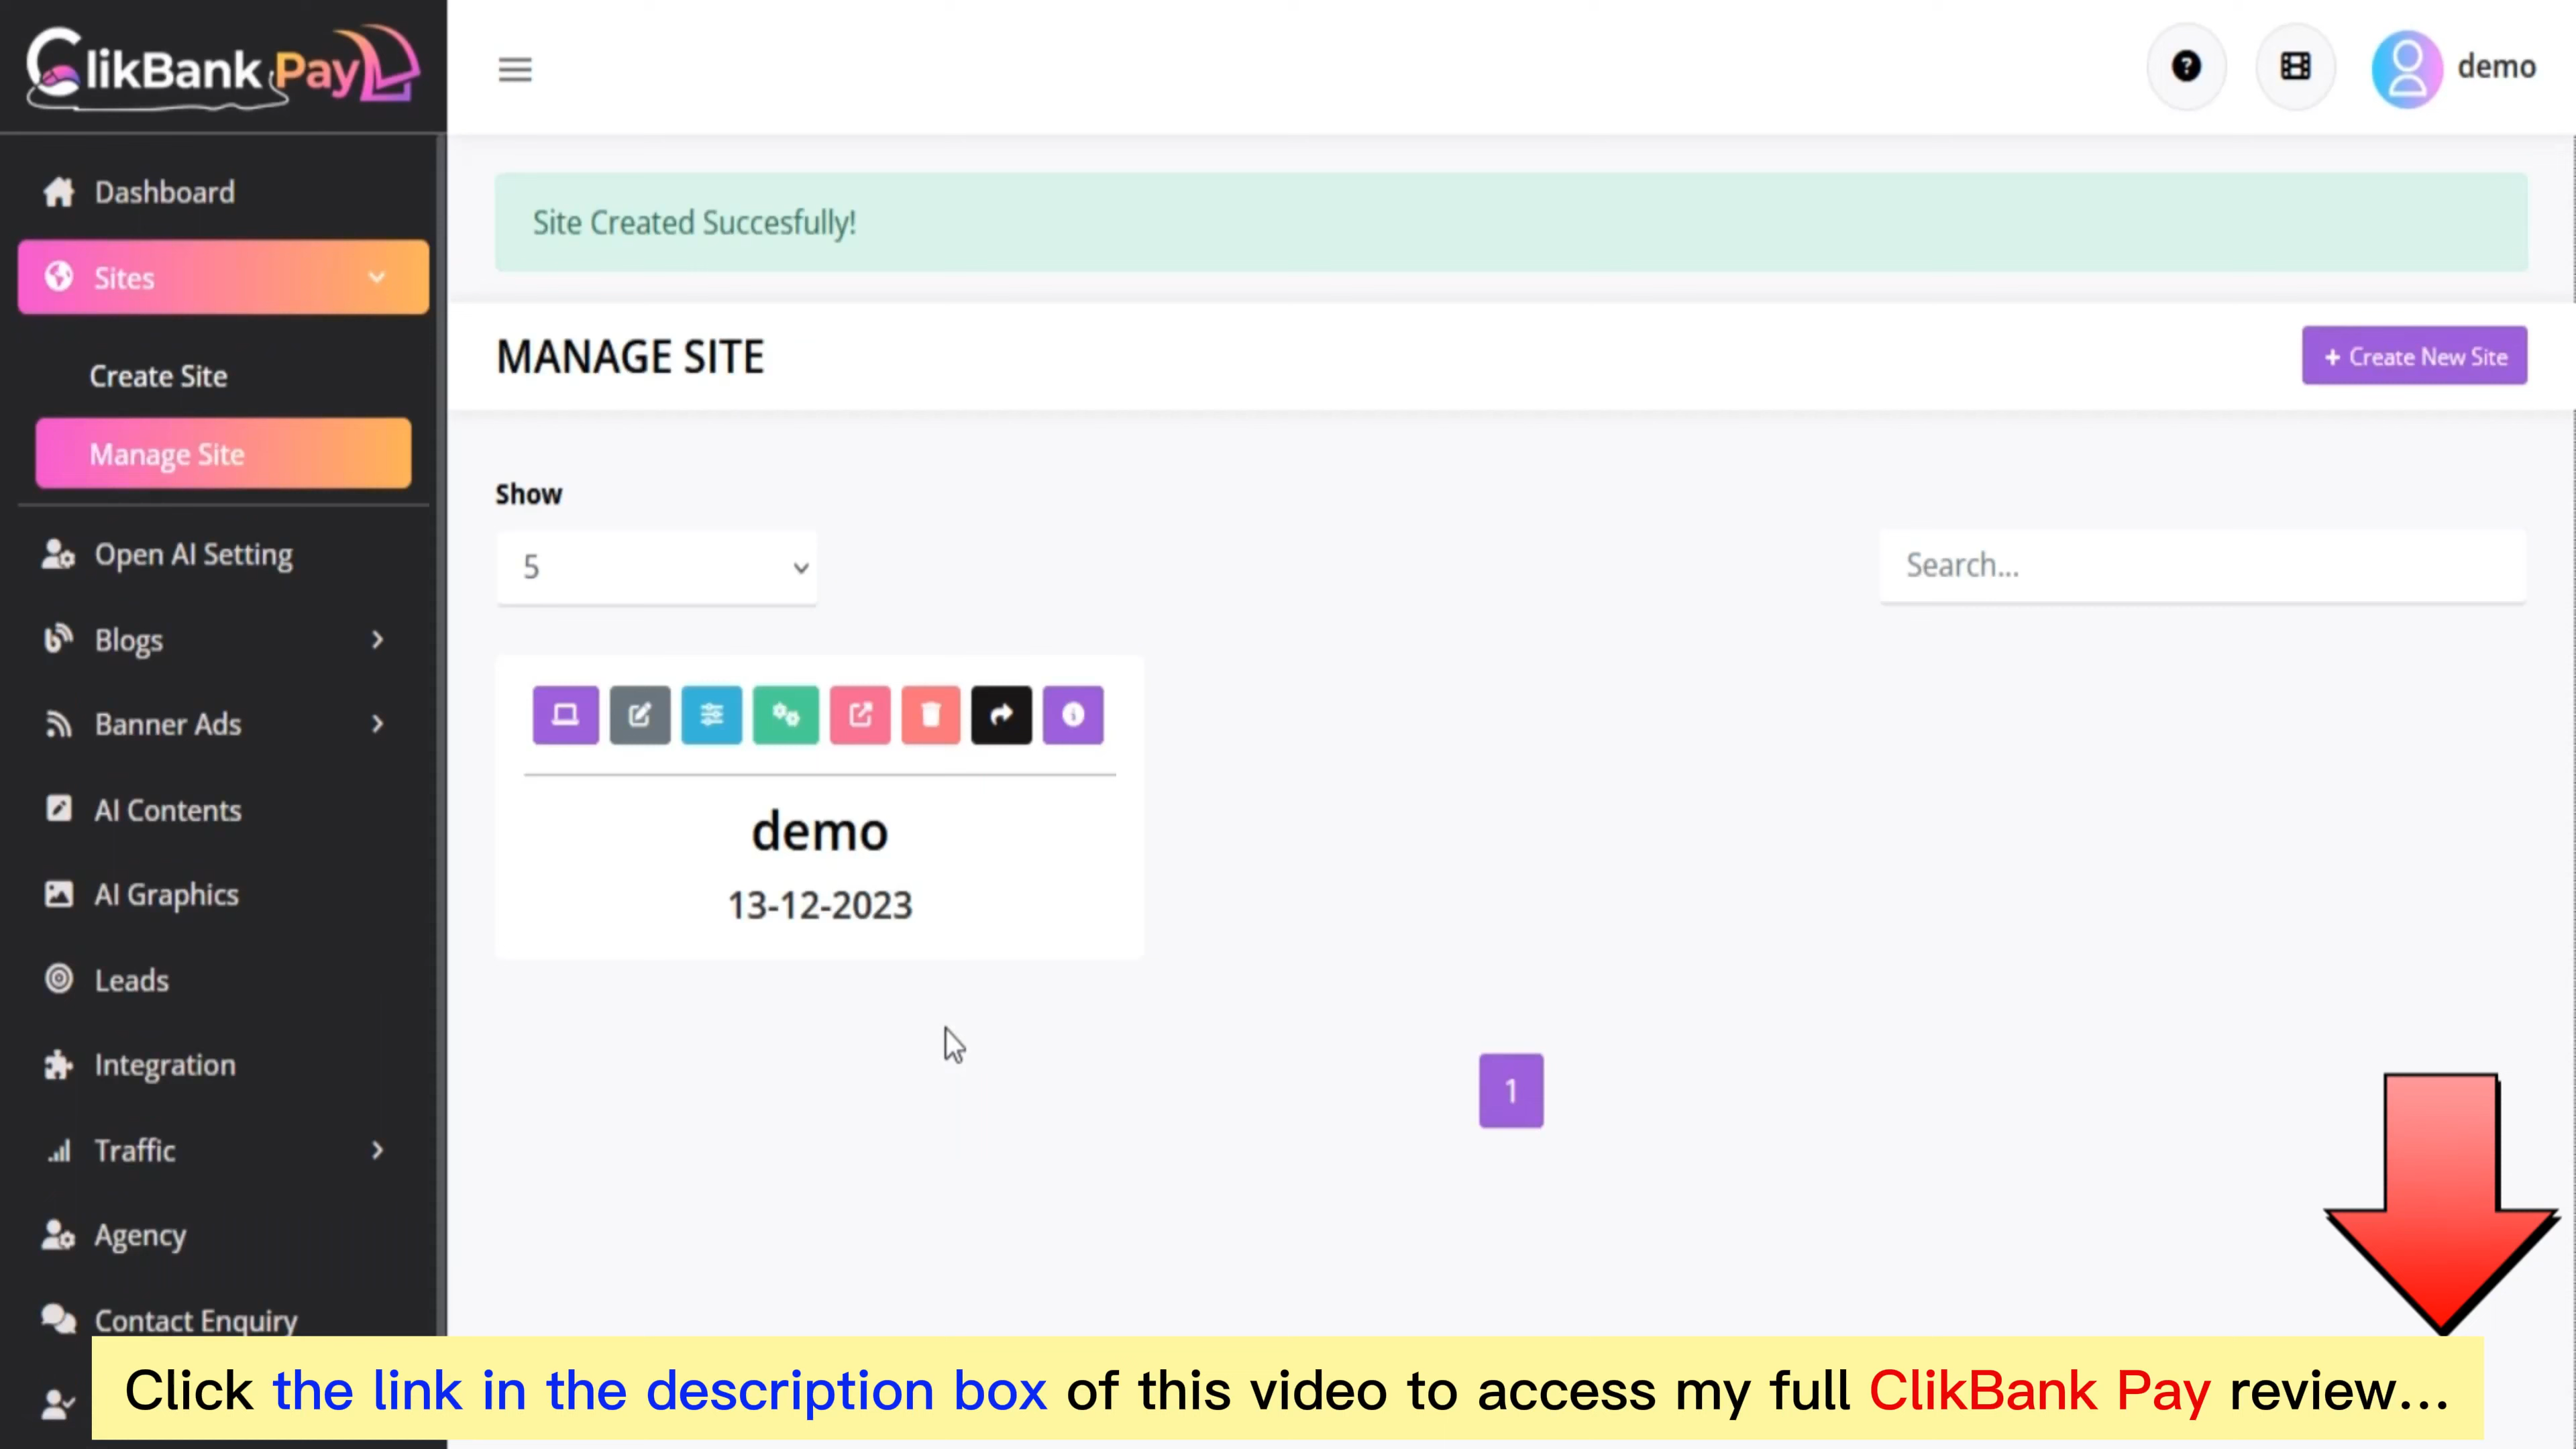 ClikBank Pay
demo
Dashboard
Sites
Create Site
Manage Site
Open AI Setting
Blogs
Banner Ads
AI Contents
AI Graphics
Leads
Integration
Traffic
Agency
Contact Enquiry
Site Created Succesfully!
MANAGE SITE
+ Create New Site
Show
5
Search...
demo
13-12-2023
1
Click the link in the description box of this video to access my full ClikBank Pay review...